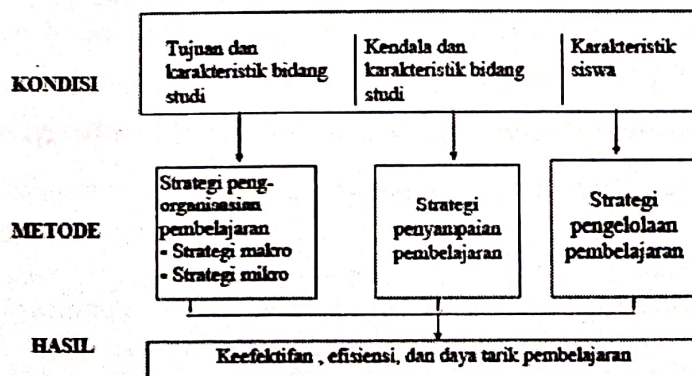 KONDISI
Tujuan dan
karakteristik bidang
studi
Kendala dan
karakteristik bidang
studi
Karakteristik
siswa
METODE
Strategi peng-
organisasian
pembelajaran
- Strategi makro
- Strategi mikro
Strategi
penyampaian
pembelajaran
Strategi
pengelolaan
pembelajaran
HASIL
Keefektifan , efisiensi, dan daya tarik pembelajaran